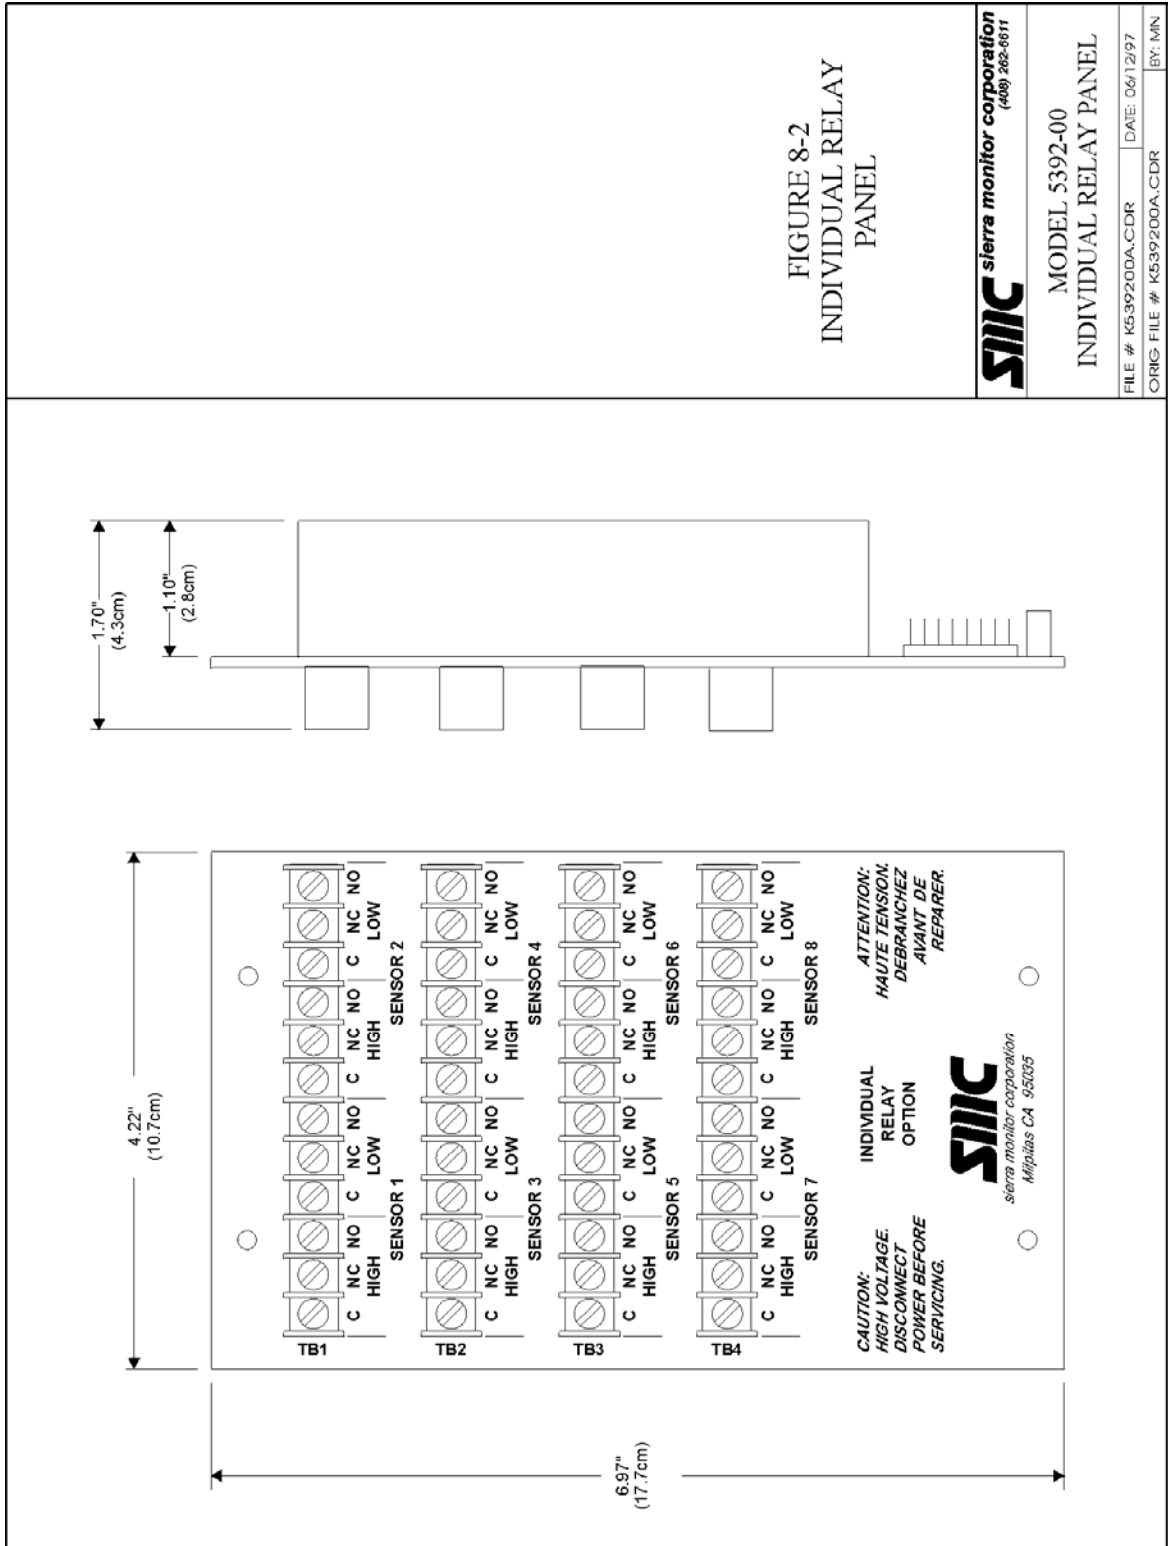 4.22"
(10.7cm)
6.97"
(17.7cm)
TB1
C NC NO C NC NO C NC NO C NC NO
HIGH LOW HIGH LOW
SENSOR 1 SENSOR 2
TB2
C NC NO C NC NO C NC NO C NC NO
HIGH LOW HIGH LOW
SENSOR 3 SENSOR 4
TB3
C NC NO C NC NO C NC NO C NC NO
HIGH LOW HIGH LOW
SENSOR 5 SENSOR 6
TB4
C NC NO C NC NO C NC NO C NC NO
HIGH LOW HIGH LOW
SENSOR 7 SENSOR 8
CAUTION:
HIGH VOLTAGE.
DISCONNECT
POWER BEFORE
SERVICING.
INDIVIDUAL
RELAY
OPTION
ATTENTION:
HAUTE TENSION.
DEBRANCHEZ
AVANT DE
REPARER.
SMC
sierra monitor corporation
Milpitas CA 95035
1.70"
(4.3cm)
1.10"
(2.8cm)
FIGURE 8-2
INDIVIDUAL RELAY
PANEL
SMC sierra monitor corporation
(408) 262-6611
MODEL 5392-00
INDIVIDUAL RELAY PANEL
FILE # K539200A.CDR DATE: 06/12/97
ORIG FILE # K539200A.CDR BY: MN